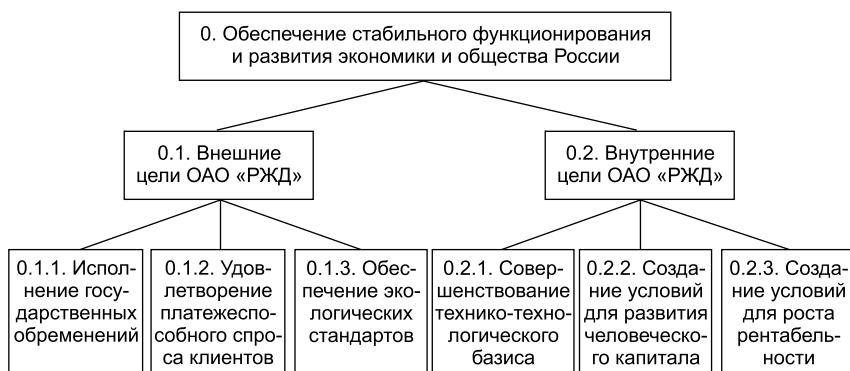 0. Обеспечение стабильного функционирования
и развития экономики и общества России
0.1. Внешние
цели ОАО «РЖД»
0.2. Внутренние
цели ОАО «РЖД»
0.1.1. Испол-
нение госу-
дарственных
обременений
0.1.2. Удов-
летворение
платежеспо-
собного спро-
са клиентов
0.1.3. Обес-
печение эко-
логических
стандартов
0.2.1. Совер-
шенствование
технико-техно-
логического
базиса
0.2.2. Созда-
ние условий
для развития
человеческо-
го капитала
0.2.3. Созда-
ние условий
для роста
рентабель-
ности